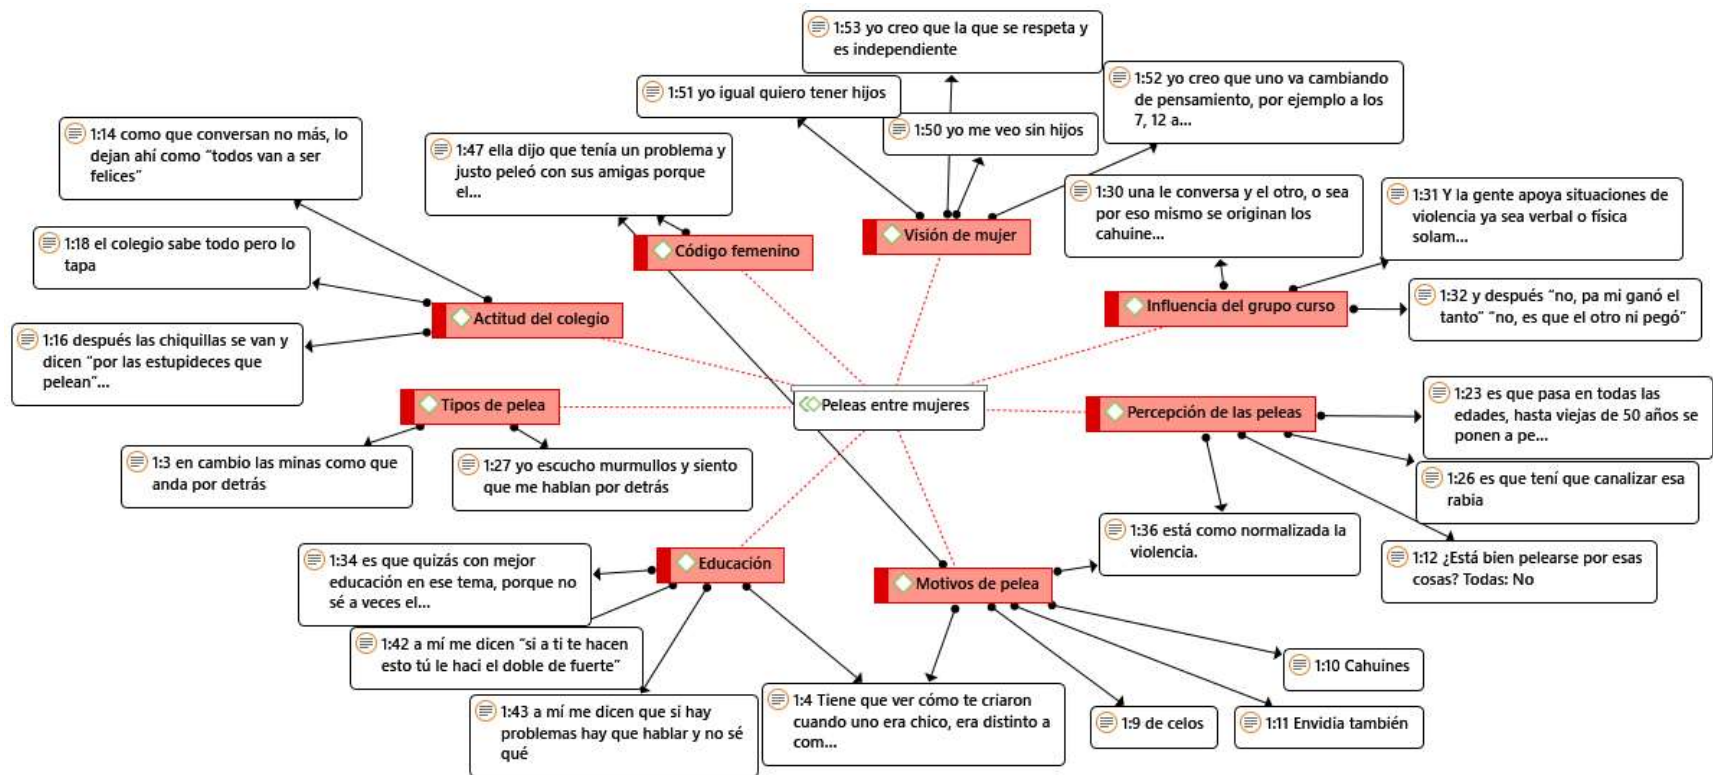 1:53 yo creo que la que se respeta y
es independiente
1:51 yo igual quiero tener hijos
1:52 yo creo que uno va cambiando
de pensamiento, por ejemplo a los
7, 12 a...
1:50 yo me veo sin hijos
1:14 como que conversan no más, lo
dejan ahí como “todos van a ser
felices”
1:47 ella dijo que tenía un problema y
justo peleó con sus amigas porque
el...
1:30 una le conversa y el otro, o sea
por eso mismo se originan los
cahuine...
1:31 Y la gente apoya situaciones de
violencia ya sea verbal o física
solam...
1:18 el colegio sabe todo pero lo
tapa
Código femenino
Visión de mujer
Actitud del colegio
Influencia del grupo curso
1:32 y después “no, pa mi ganó el
tanto” “no, es que el otro ni pegó”
1:16 después las chiquillas se van y
dicen “por las estupideces que
pelean”...
Tipos de pelea
Peleas entre mujeres
Percepción de las peleas
1:23 es que pasa en todas las
edades, hasta viejas de 50 años se
ponen a pe...
1:3 en cambio las minas como que
anda por detrás
1:27 yo escucho murmullos y siento
que me hablan por detrás
1:26 es que tení que canalizar esa
rabia
1:36 está como normalizada la
violencia.
1:12 ¿Está bien pelearse por esas
cosas? Todas: No
1:34 es que quizás con mejor
educación en ese tema, porque no
sé a veces el...
Educación
Motivos de pelea
1:42 a mí me dicen “si a ti te hacen
esto tú le haci el doble de fuerte”
1:43 a mí me dicen que si hay
problemas hay que hablar y no sé
qué
1:4 Tiene que ver cómo te criaron
cuando uno era chico, era distinto a
com...
1:9 de celos
1:10 Cahuines
1:11 Envidia también